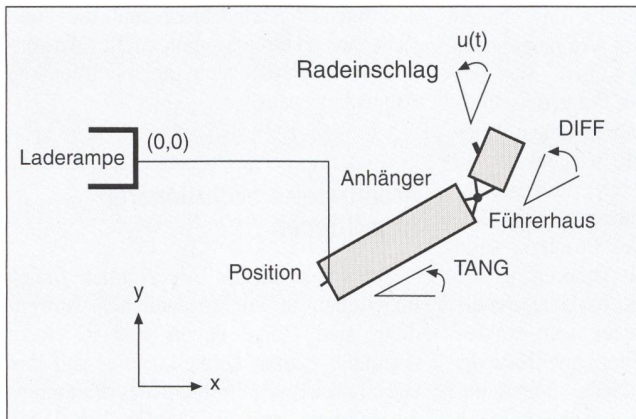 u(t)
Radeinschlag
DIFF
(0,0)
Laderampe
Anhänger
Führerhaus
Position
TANG
y
x